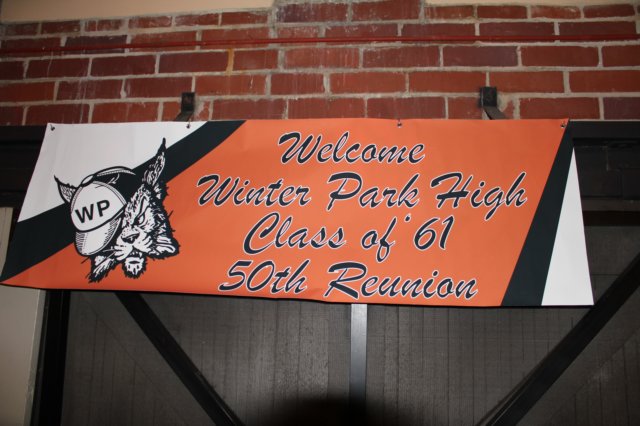 Welcome
Winter Park High
Class of '61
50th Reunion
WP